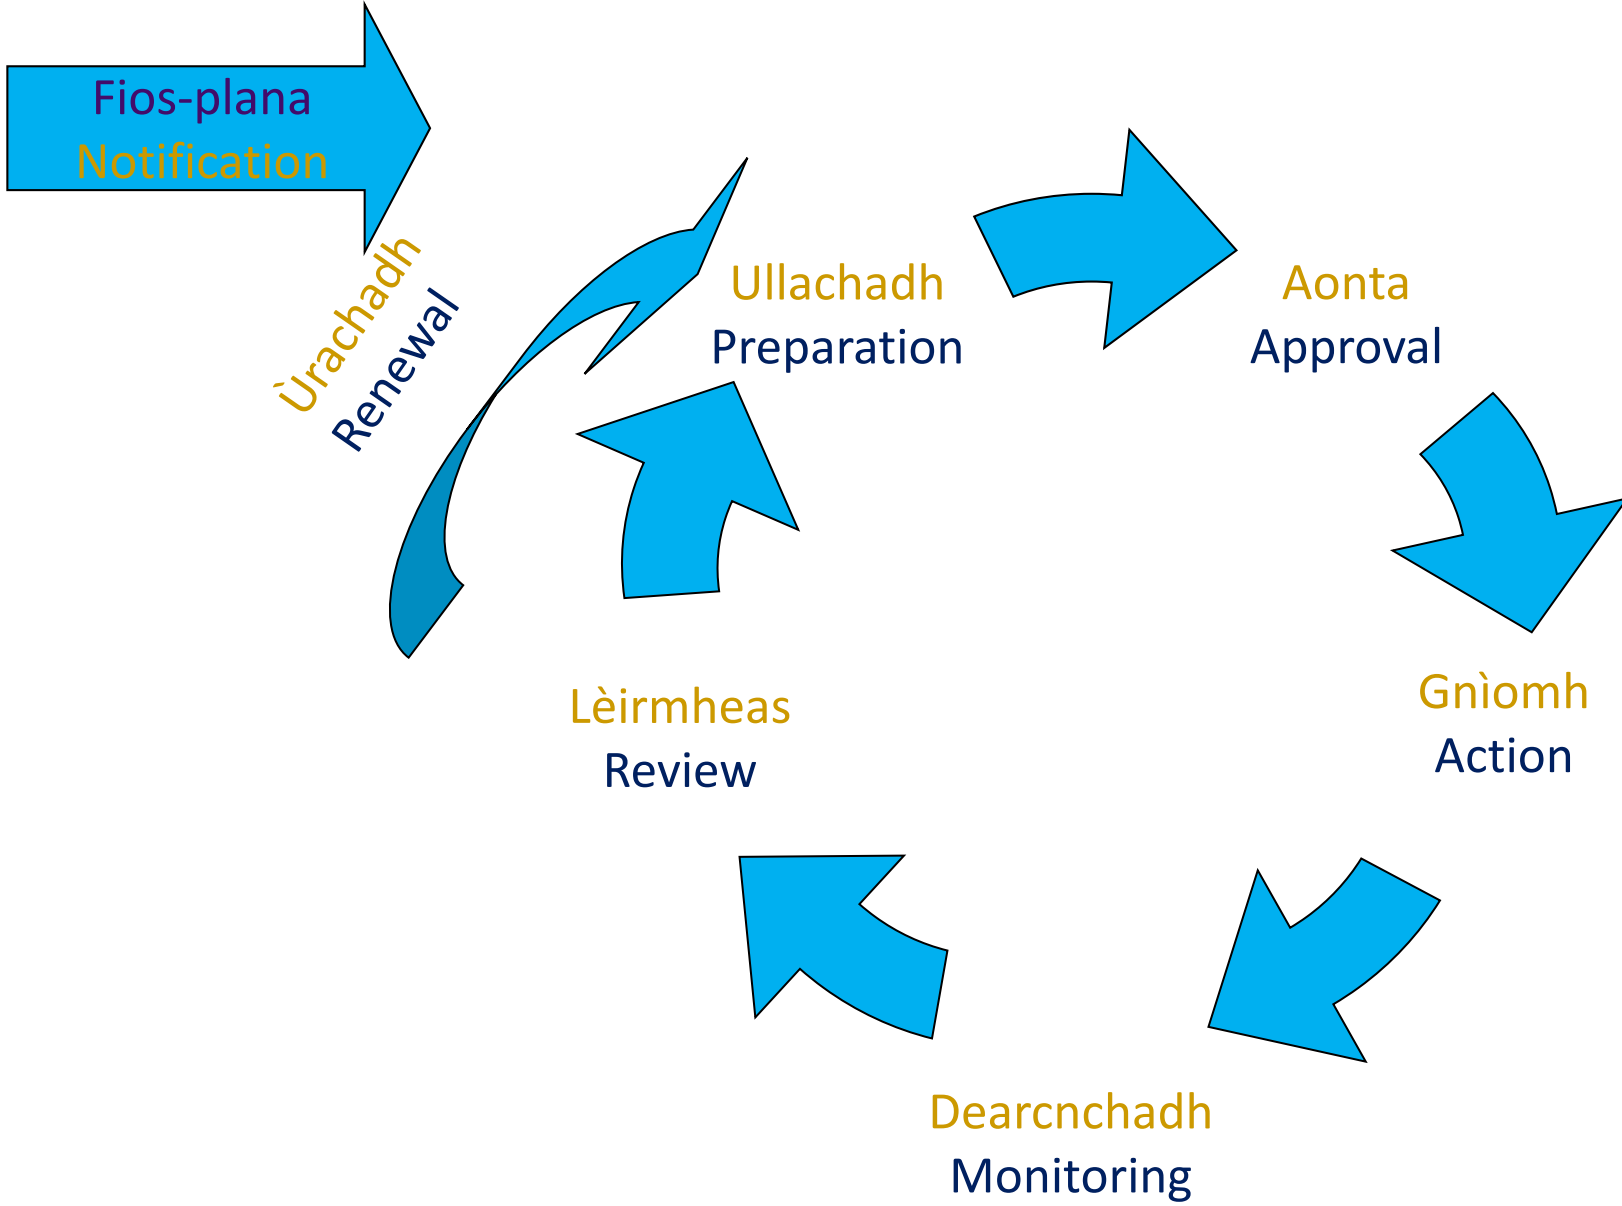 Fios-plana
Notification
Ùrachadh
Renewal
Ullachadh
Preparation
Aonta
Approval
Gnìomh
Action
Dearcnchadh
Monitoring
Lèirmheas
Review